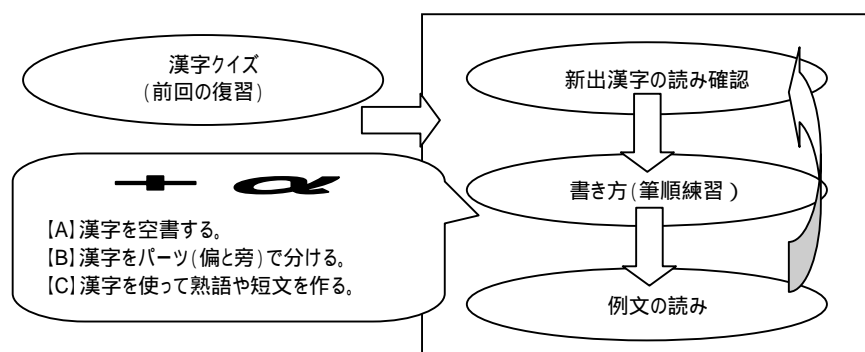 漢字クイズ
(前回の復習)
新出漢字の読み確認
書き方(筆順練習)
例文の読み
+α
【A】漢字を空書する。
【B】漢字をパーツ(偏と旁)で分ける。
【C】漢字を使って熟語や短文を作る。